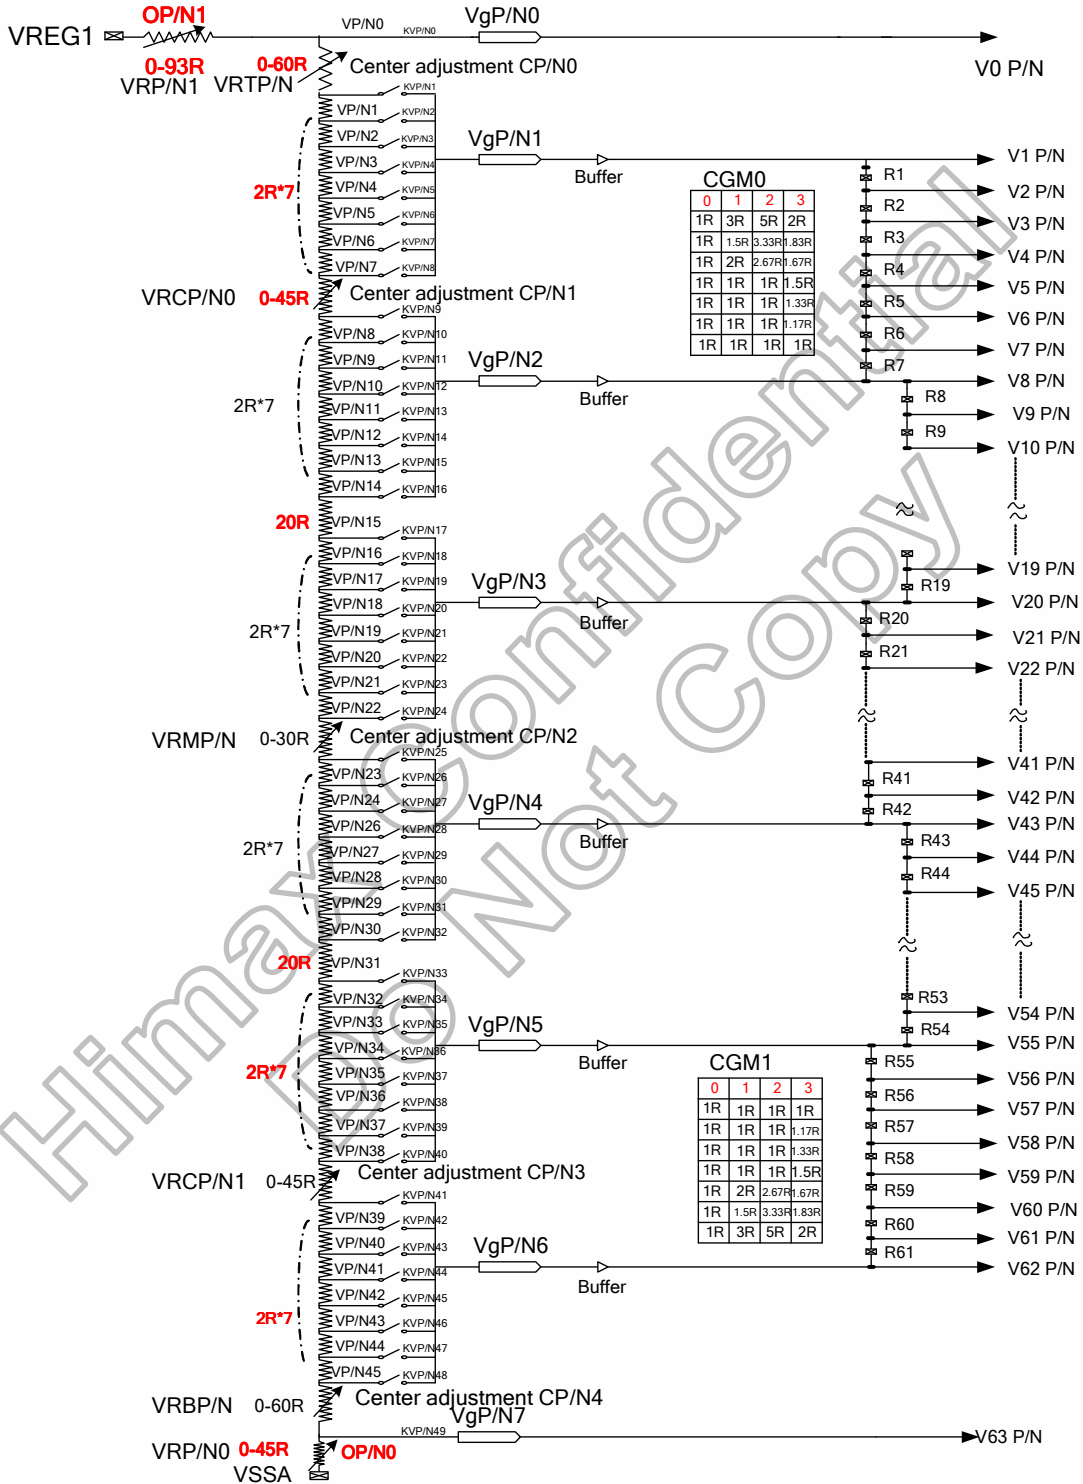 OP/N1
VP/N0
KVP/N0
VgP/N0
VREG1
0-93R
0-60R
VRP/N1
VRTP/N
Center adjustment CP/N0
V0 P/N
KVP/N1
VP/N1
KVP/N2
VP/N2
KVP/N3
VP/N3
KVP/N4
VP/N4
KVP/N5
VP/N5
KVP/N6
VP/N6
KVP/N7
VP/N7
KVP/N8
2R*7
VgP/N1
Buffer
V1 P/N
R1
V2 P/N
R2
V3 P/N
R3
V4 P/N
R4
V5 P/N
R5
V6 P/N
R6
V7 P/N
R7
CGM0
0 1 2 3
1R 3R 5R 2R
1R 1.5R 3.33R 1.83R
1R 2R 2.67R 1.67R
1R 1R 1R 1.5R
1R 1R 1R 1.33R
1R 1R 1R 1.17R
1R 1R 1R 1R
VRCP/N0
0-45R
Center adjustment CP/N1
KVP/N9
VP/N8
KVP/N10
VP/N9
KVP/N11
VP/N10
KVP/N12
VP/N11
KVP/N13
VP/N12
KVP/N14
VP/N13
KVP/N15
VP/N14
KVP/N16
2R*7
VgP/N2
Buffer
V8 P/N
R8
V9 P/N
R9
V10 P/N
20R
VP/N15
KVP/N17
VP/N16
KVP/N18
VP/N17
KVP/N19
VP/N18
KVP/N20
VP/N19
KVP/N21
VP/N20
KVP/N22
VP/N21
KVP/N23
VP/N22
KVP/N24
2R*7
VgP/N3
Buffer
V19 P/N
R19
V20 P/N
R20
V21 P/N
R21
V22 P/N
VRMP/N
0-30R
Center adjustment CP/N2
KVP/N25
VP/N23
KVP/N26
VP/N24
KVP/N27
VP/N26
KVP/N28
VP/N27
KVP/N29
VP/N28
KVP/N30
VP/N29
KVP/N31
VP/N30
KVP/N32
2R*7
VgP/N4
Buffer
V41 P/N
R41
V42 P/N
R42
V43 P/N
R43
V44 P/N
R44
V45 P/N
20R
VP/N31
KVP/N33
VP/N32
KVP/N34
VP/N33
KVP/N35
VP/N34
KVP/N36
VP/N35
KVP/N37
VP/N36
KVP/N38
VP/N37
KVP/N39
VP/N38
KVP/N40
2R*7
VgP/N5
Buffer
R53
V54 P/N
R54
V55 P/N
R55
V56 P/N
R56
V57 P/N
R57
V58 P/N
R58
V59 P/N
R59
V60 P/N
R60
V61 P/N
R61
V62 P/N
CGM1
0 1 2 3
1R 1R 1R 1R
1R 1R 1R 1.17R
1R 1R 1R 1.33R
1R 1R 1R 1.5R
1R 2R 2.67R 1.67R
1R 1.5R 3.33R 1.83R
1R 3R 5R 2R
VRCP/N1
0-45R
Center adjustment CP/N3
KVP/N41
VP/N39
KVP/N42
VP/N40
KVP/N43
VP/N41
KVP/N44
VP/N42
KVP/N45
VP/N43
KVP/N46
VP/N44
KVP/N47
VP/N45
KVP/N48
2R*7
VgP/N6
Buffer
VRBP/N
0-60R
Center adjustment CP/N4
KVP/N49
VgP/N7
V63 P/N
VRP/N0
0-45R
OP/N0
VSSA
Himax Confidential
Do Not Copy